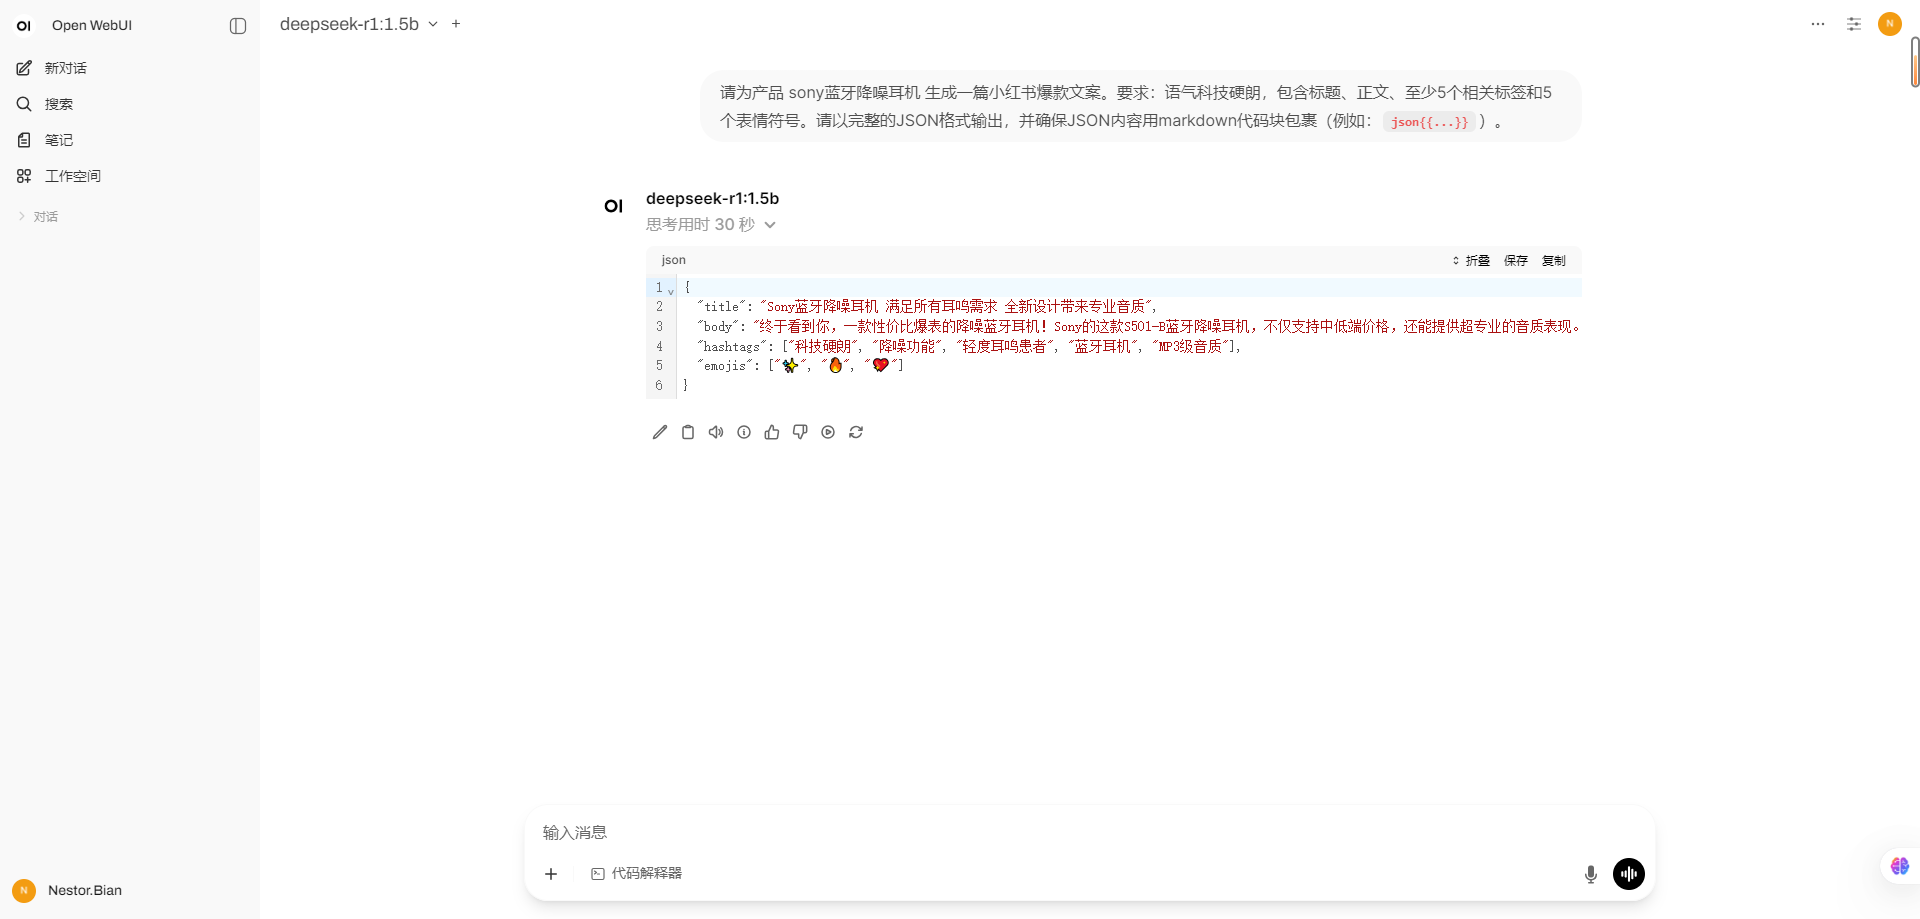 OI Open WebUI
新对话
搜索
笔记
工作空间
对话
Nestor.Bian
N
deepseek-r1:1.5b
N
请为产品 sony蓝牙降噪耳机 生成一篇小红书爆款文案。要求：语气科技硬朗，包含标题、正文、至少5个相关标签和5
个表情符号。请以完整的JSON格式输出，并确保JSON内容用markdown代码块包裹（例如： json{{...}} ）。
OI deepseek-r1:1.5b
思考用时 30 秒
json 折叠 保存 复制
1 {
2 "title": "Sony蓝牙降噪耳机 满足所有耳鸣需求 全新设计带来专业音质",
3 "body": "终于看到你，一款性价比爆表的降噪蓝牙耳机！Sony的这款S501-B蓝牙降噪耳机，不仅支持中低端价格，还能提供超专业的音质表现。
4 "hashtags": ["科技硬朗", "降噪功能", "轻度耳鸣患者", "蓝牙耳机", "MP3级音质"],
5 "emojis": ["✨", "🔥", "💖"]
6 }
输入消息
代码解释器